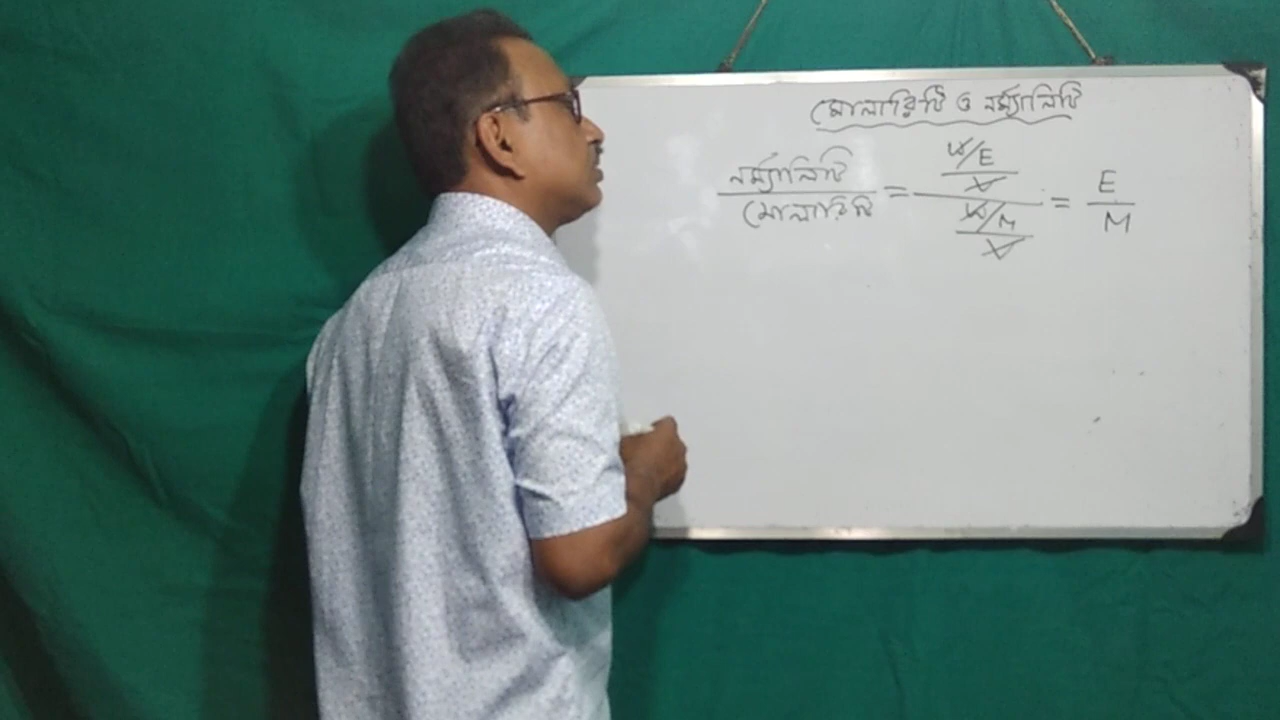 মোলারিটি ও নর্ম্যালিটি
নর্ম্যালিটি / মোলারিটি = (W/E / V) / (W/M / V) = E / M